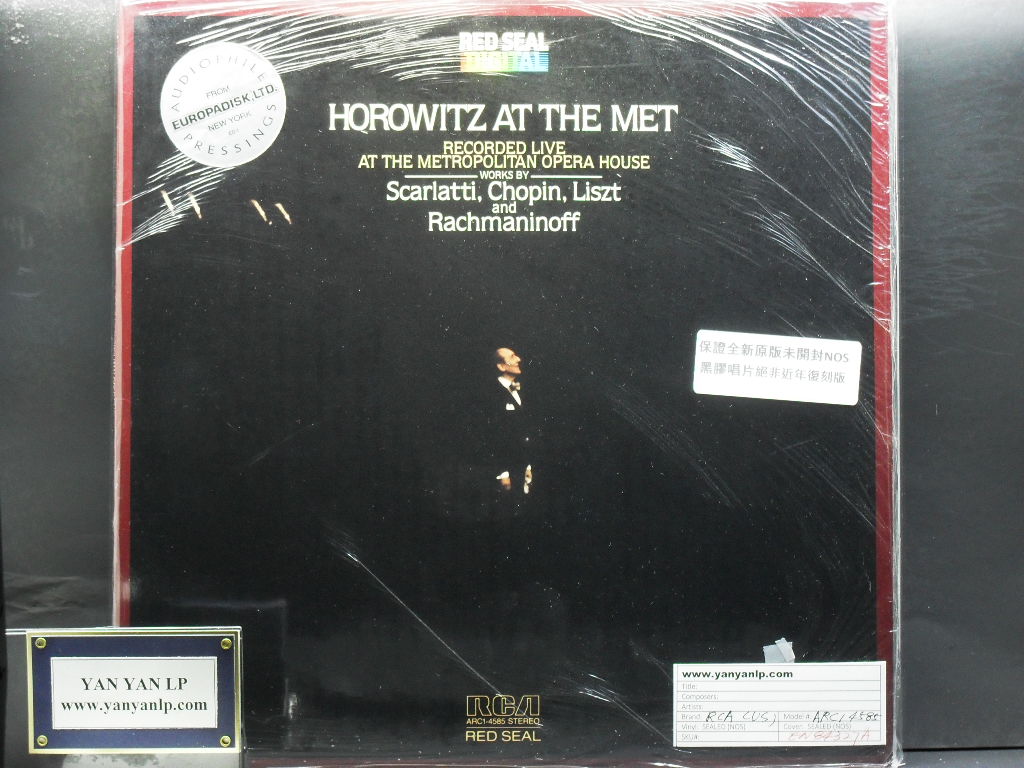 RED SEAL
DIGITAL
AUDIOPHILE
FROM
EUROPADISK, LTD.
NEW YORK
PRESSINGS
HOROWITZ AT THE MET
RECORDED LIVE
AT THE METROPOLITAN OPERA HOUSE
WORKS BY
Scarlatti, Chopin, Liszt
and
Rachmaninoff
保證全新原版未開封NOS
黑膠唱片絕非近年復刻版
RCA
ARC1-4585 STEREO
RED SEAL
YAN YAN LP
www.yanyanlp.com
www.yanyanlp.com
Title:
Composers:
Artists:
Brand: RCA (US) Model #: ARC1 4585
Vinyl: SEALED (NOS) Cover: SEALED (NOS)
SKU#: EN84327A